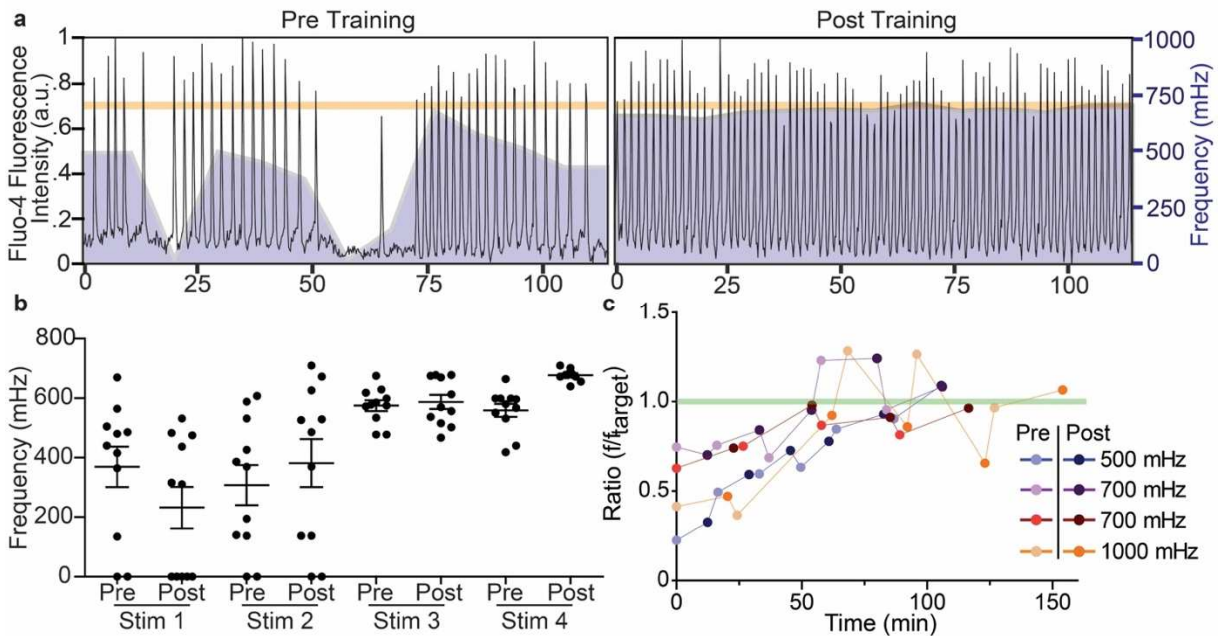 a
Pre Training
Post Training
Fluo-4 Fluorescence
Intensity (a.u.)
1
.8
.6
.4
.2
0
0 25 50 75 100
0 25 50 75 100
1000
750
500
250
0
Frequency (mHz)
b
Frequency (mHz)
800
600
400
200
0
Pre Post Pre Post Pre Post Pre Post
Stim 1 Stim 2 Stim 3 Stim 4
c
Ratio (f/ftarget)
1.5
1.0
0.5
0
0 50 100 150
Time (min)
Pre Post
500 mHz
700 mHz
700 mHz
1000 mHz